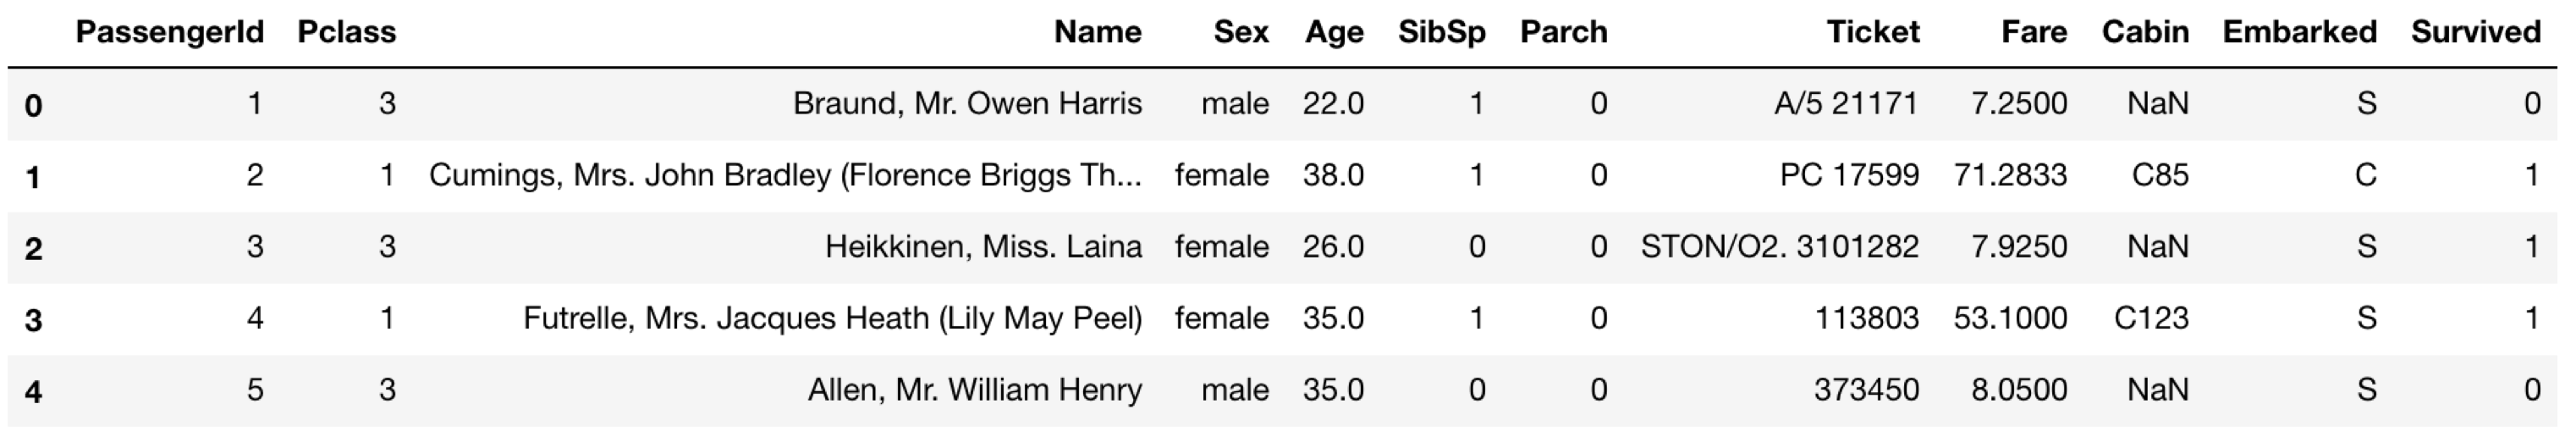 PassengerId Pclass Name Sex Age SibSp Parch Ticket Fare Cabin Embarked Survived
0 1 3 Braund, Mr. Owen Harris male 22.0 1 0 A/5 21171 7.2500 NaN S 0
1 2 1 Cumings, Mrs. John Bradley (Florence Briggs Th... female 38.0 1 0 PC 17599 71.2833 C85 C 1
2 3 3 Heikkinen, Miss. Laina female 26.0 0 0 STON/O2. 3101282 7.9250 NaN S 1
3 4 1 Futrelle, Mrs. Jacques Heath (Lily May Peel) female 35.0 1 0 113803 53.1000 C123 S 1
4 5 3 Allen, Mr. William Henry male 35.0 0 0 373450 8.0500 NaN S 0